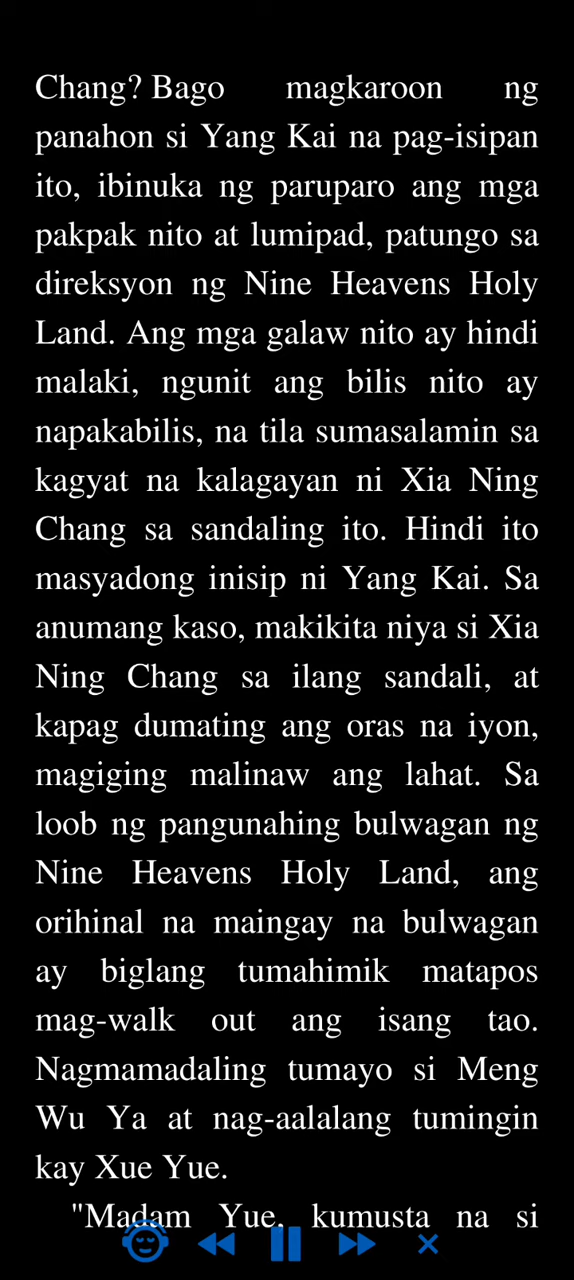 Chang? Bago magkaroon ng
panahon si Yang Kai na pag-isipan
ito, ibinuka ng paruparo ang mga
pakpak nito at lumipad, patungo sa
direksyon ng Nine Heavens Holy
Land. Ang mga galaw nito ay hindi
malaki, ngunit ang bilis nito ay
napakabilis, na tila sumasalamin sa
kagyat na kalagayan ni Xia Ning
Chang sa sandaling ito. Hindi ito
masyadong inisip ni Yang Kai. Sa
anumang kaso, makikita niya si Xia
Ning Chang sa ilang sandali, at
kapag dumating ang oras na iyon,
magiging malinaw ang lahat. Sa
loob ng pangunahing bulwagan ng
Nine Heavens Holy Land, ang
orihinal na maingay na bulwagan
ay biglang tumahimik matapos
mag-walk out ang isang tao.
Nagmamadaling tumayo si Meng
Wu Ya at nag-aalalang tumingin
kay Xue Yue.
"Madam Yue, kumusta na si